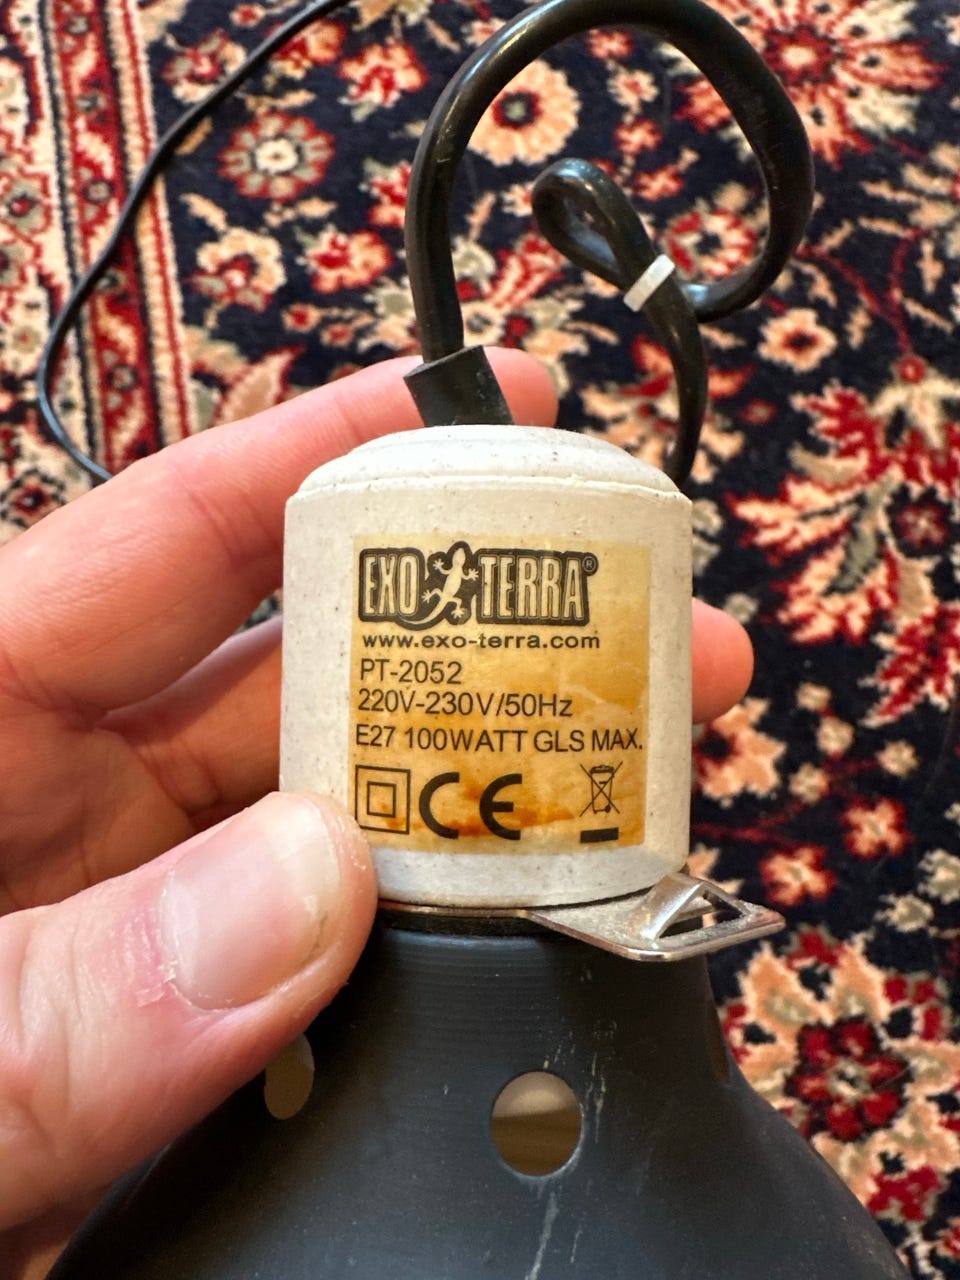 EXO TERRA®
www.exo-terra.com
PT-2052
220V-230V/50Hz
E27 100WATT GLS MAX.
CE